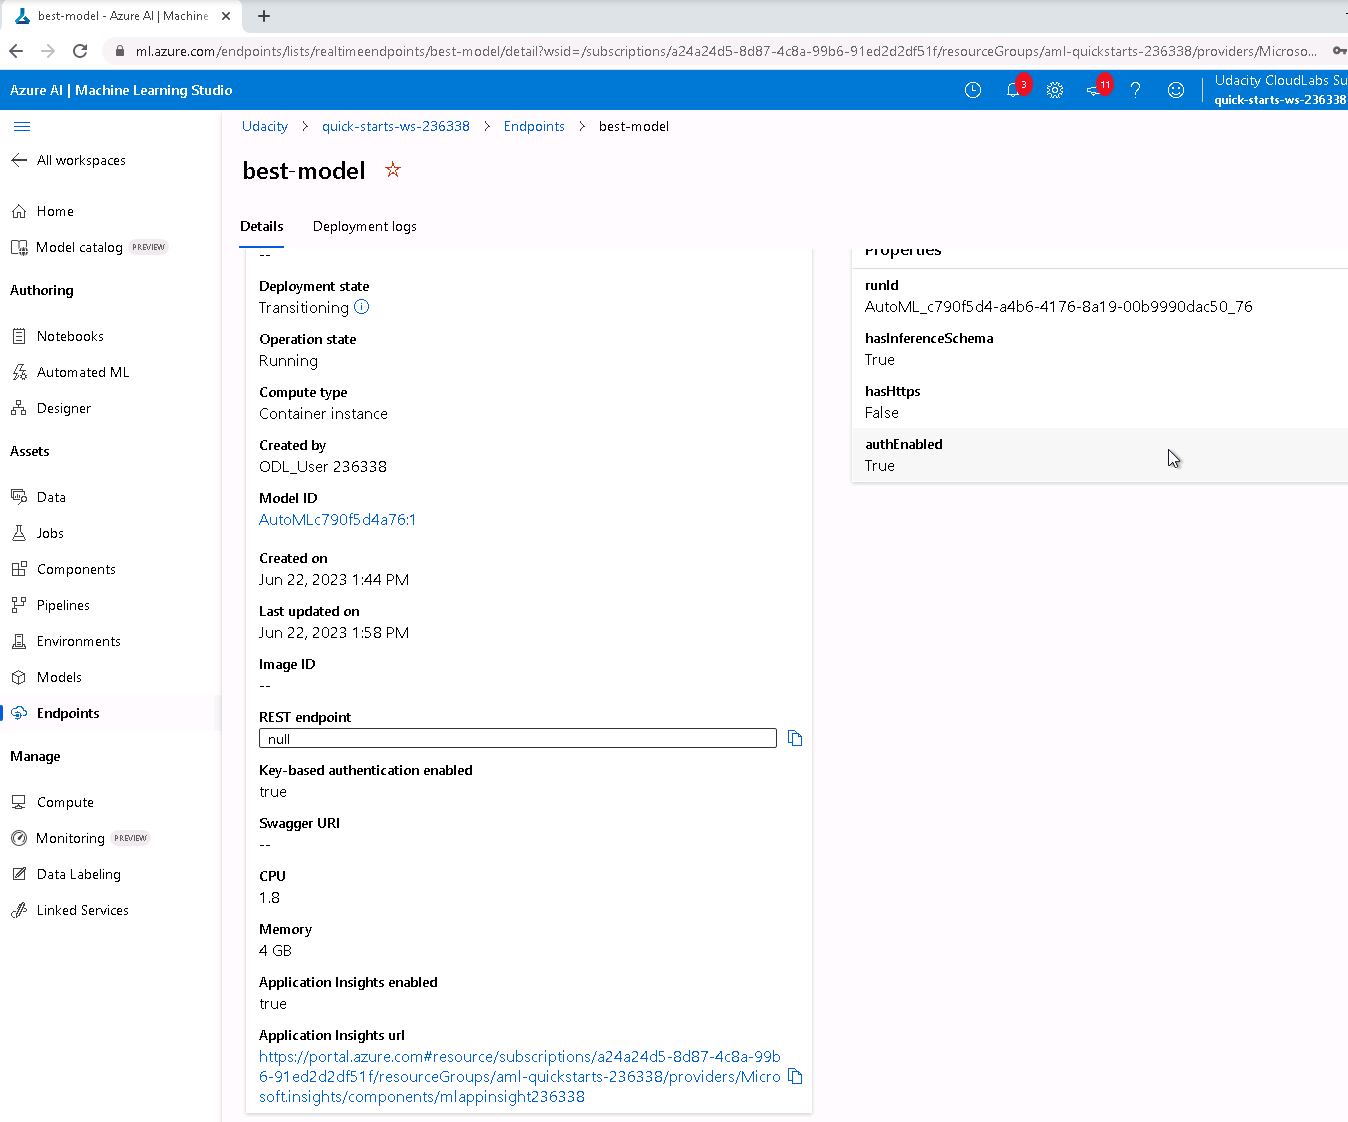 best-model - Azure AI | Machine
ml.azure.com/endpoints/lists/realtimeendpoints/best-model/detail?wsid=/subscriptions/a24a24d5-8d87-4c8a-99b6-91ed2d2df51f/resourceGroups/aml-quickstarts-236338/providers/Microso...
Azure AI | Machine Learning Studio
3
11
Udacity CloudLabs Su
quick-starts-ws-236338
Udacity > quick-starts-ws-236338 > Endpoints > best-model
All workspaces
Home
Model catalog PREVIEW
Authoring
Notebooks
Automated ML
Designer
Assets
Data
Jobs
Components
Pipelines
Environments
Models
Endpoints
Manage
Compute
Monitoring PREVIEW
Data Labeling
Linked Services
best-model
Details
Deployment logs
--
Deployment state
Transitioning
Operation state
Running
Compute type
Container instance
Created by
ODL_User 236338
Model ID
AutoMLc790f5d4a76:1
Created on
Jun 22, 2023 1:44 PM
Last updated on
Jun 22, 2023 1:58 PM
Image ID
--
REST endpoint
null
Key-based authentication enabled
true
Swagger URI
--
CPU
1.8
Memory
4 GB
Application Insights enabled
true
Application Insights url
https://portal.azure.com#resource/subscriptions/a24a24d5-8d87-4c8a-99b
6-91ed2d2df51f/resourceGroups/aml-quickstarts-236338/providers/Micro
soft.insights/components/mlappinsight236338
Properties
runId
AutoML_c790f5d4-a4b6-4176-8a19-00b9990dac50_76
hasInferenceSchema
True
hasHttps
False
authEnabled
True